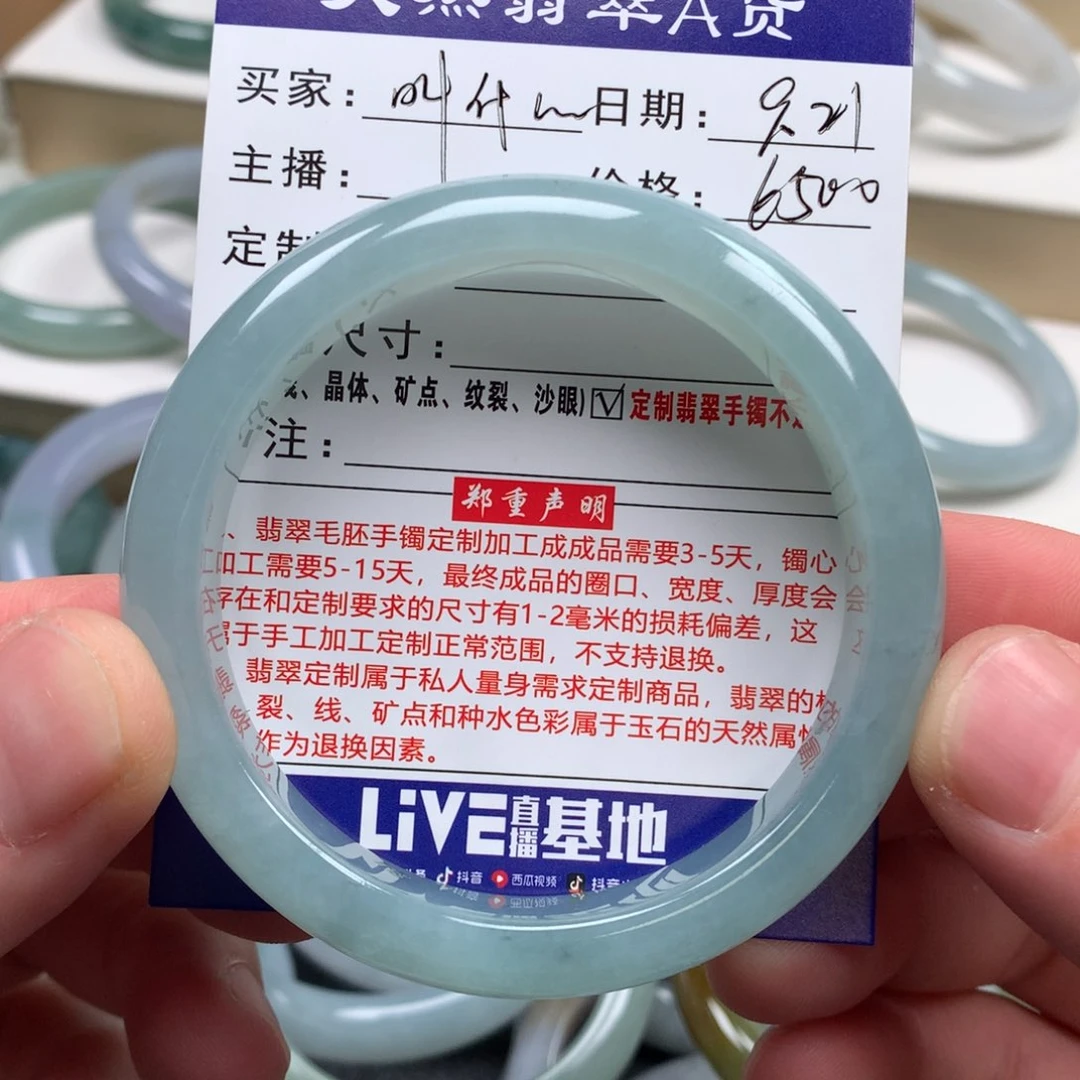 天然翡翠A货
买家： 叫什 日期：
主播： 价格： 6500
定制
尺寸：
、晶体、矿点、纹裂、沙眼) ☑定制翡翠手镯不
注：
郑重声明
、翡翠毛胚手镯定制加工成成品需要3-5天，镯心
加工需要5-15天，最终成品的圈口、宽度、厚度会
存在和定制要求的尺寸有1-2毫米的损耗偏差，这
属于手工加工定制正常范围，不支持退换。
翡翠定制属于私人量身需求定制商品，翡翠的
裂、线、矿点和种水色彩属于玉石的天然属性
作为退换因素。
LiVE直播基地
抖音 西瓜视频 抖音